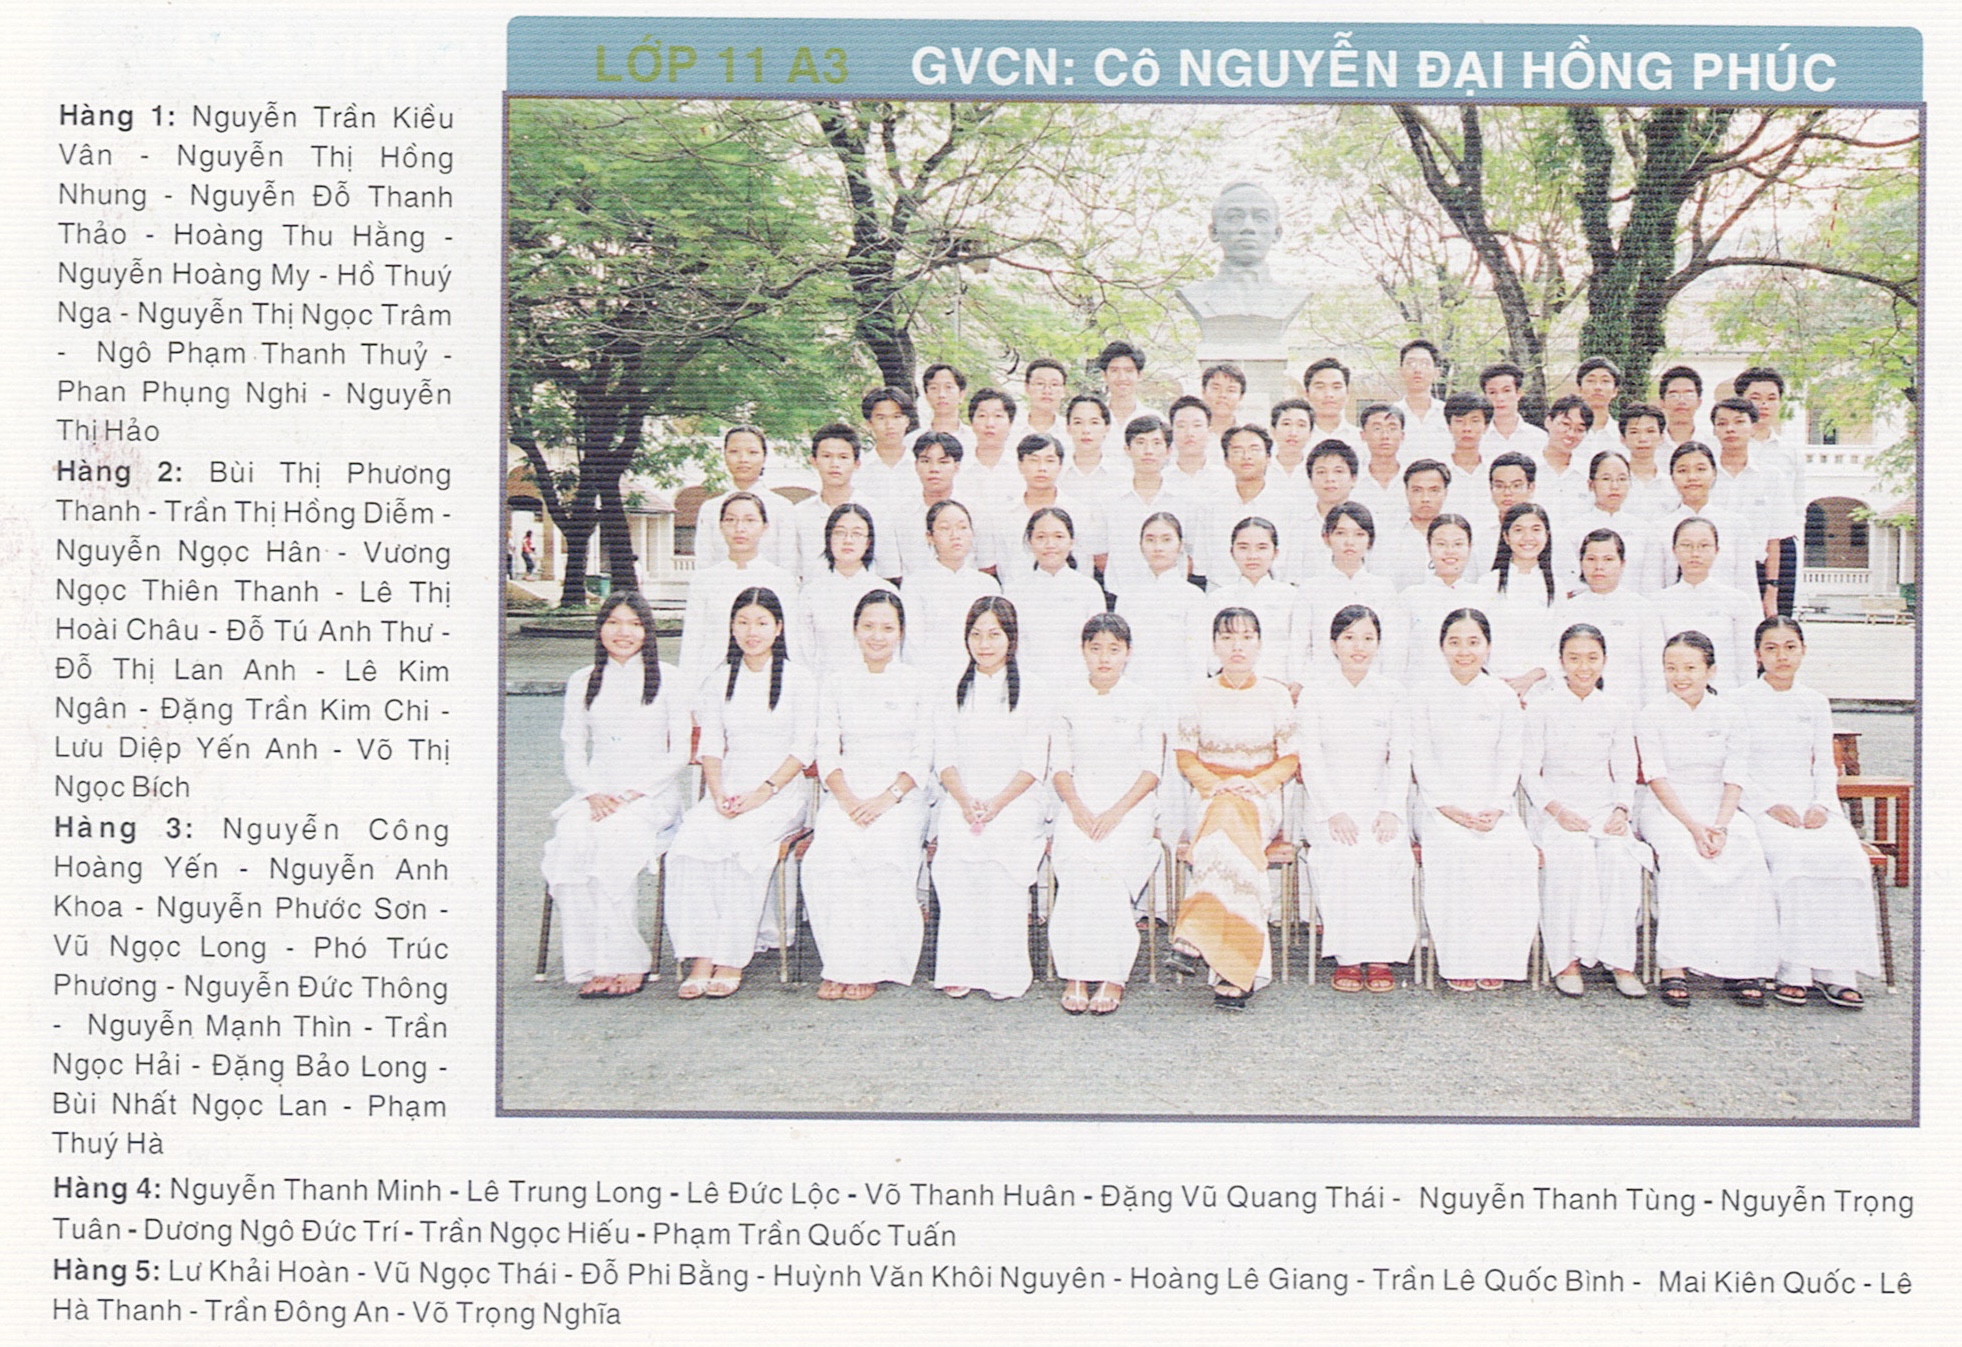 LỚP 11 A3 GVCN: Cô NGUYỄN ĐẠI HỒNG PHÚC
Hàng 1: Nguyễn Trần Kiều
Vân - Nguyễn Thị Hồng
Nhung - Nguyễn Đỗ Thanh
Thảo - Hoàng Thu Hằng -
Nguyễn Hoàng My - Hồ Thuý
Nga - Nguyễn Thị Ngọc Trâm
- Ngô Phạm Thanh Thuỷ -
Phan Phụng Nghi - Nguyễn
Thị Hảo
Hàng 2: Bùi Thị Phương
Thanh - Trần Thị Hồng Diễm -
Nguyễn Ngọc Hân - Vương
Ngọc Thiên Thanh - Lê Thị
Hoài Châu - Đỗ Tú Anh Thư -
Đỗ Thị Lan Anh - Lê Kim
Ngân - Đặng Trần Kim Chi -
Lưu Diệp Yến Anh - Võ Thị
Ngọc Bích
Hàng 3: Nguyễn Công
Hoàng Yến - Nguyễn Anh
Khoa - Nguyễn Phước Sơn -
Vũ Ngọc Long - Phó Trúc
Phương - Nguyễn Đức Thông
- Nguyễn Mạnh Thìn - Trần
Ngọc Hải - Đặng Bảo Long -
Bùi Nhất Ngọc Lan - Phạm
Thuý Hà
Hàng 4: Nguyễn Thanh Minh - Lê Trung Long - Lê Đức Lộc - Võ Thanh Huân - Đặng Vũ Quang Thái - Nguyễn Thanh Tùng - Nguyễn Trọng
Tuân - Dương Ngô Đức Trí - Trần Ngọc Hiếu - Phạm Trần Quốc Tuấn
Hàng 5: Lư Khải Hoàn - Vũ Ngọc Thái - Đỗ Phi Bằng - Huỳnh Văn Khôi Nguyên - Hoàng Lê Giang - Trần Lê Quốc Bình - Mai Kiên Quốc - Lê
Hà Thanh - Trần Đông An - Võ Trọng Nghĩa